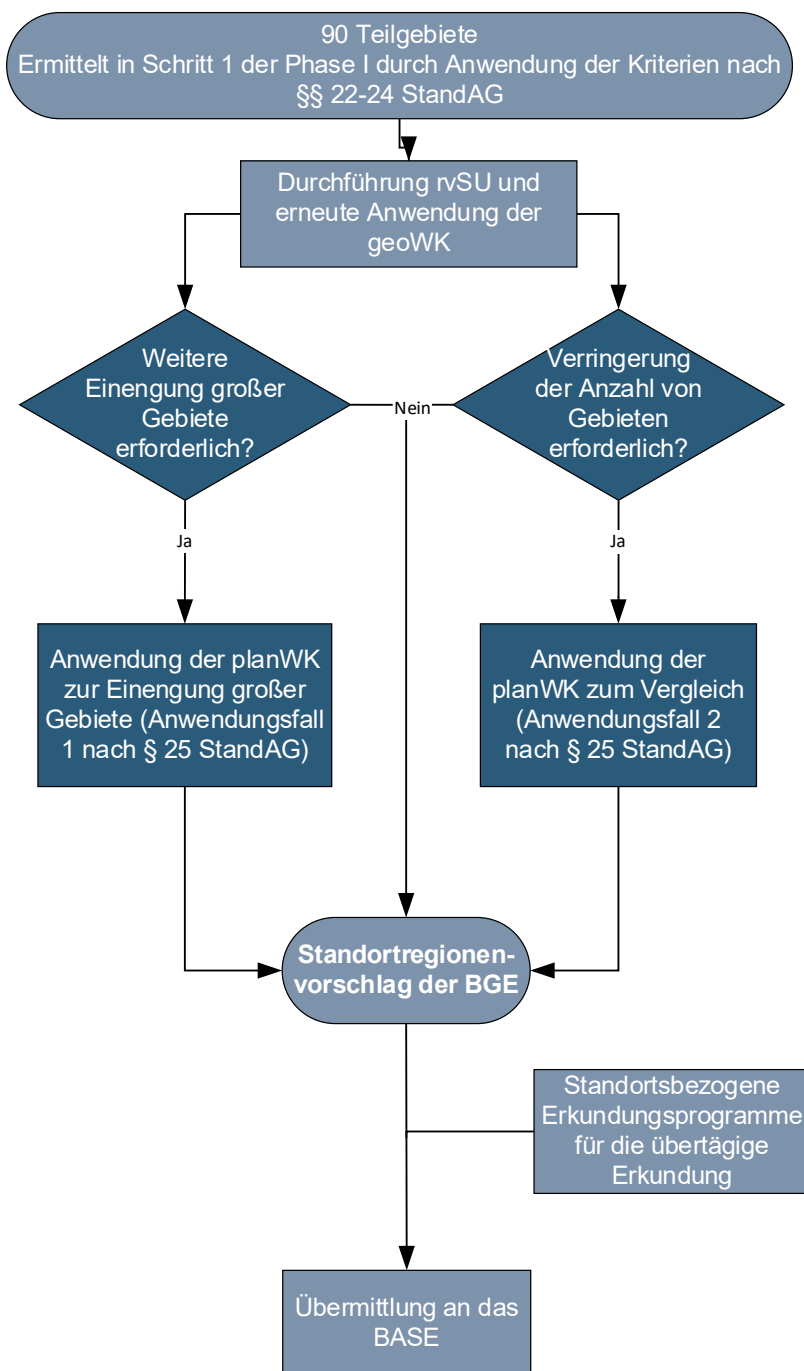 90 Teilgebiete
Ermittelt in Schritt 1 der Phase I durch Anwendung der Kriterien nach
§§ 22-24 StandAG
Durchführung rvSU und
erneute Anwendung der
geoWK
Weitere
Einengung großer
Gebiete
erforderlich?
Nein
Verringerung
der Anzahl von
Gebieten
erforderlich?
Ja
Ja
Anwendung der planWK
zur Einengung großer
Gebiete (Anwendungsfall
1 nach § 25 StandAG)
Anwendung der
planWK zum Vergleich
(Anwendungsfall 2
nach § 25 StandAG)
Standortregionen-
vorschlag der BGE
Standortsbezogene
Erkundungsprogramme
für die übertägige
Erkundung
Übermittlung an das
BASE